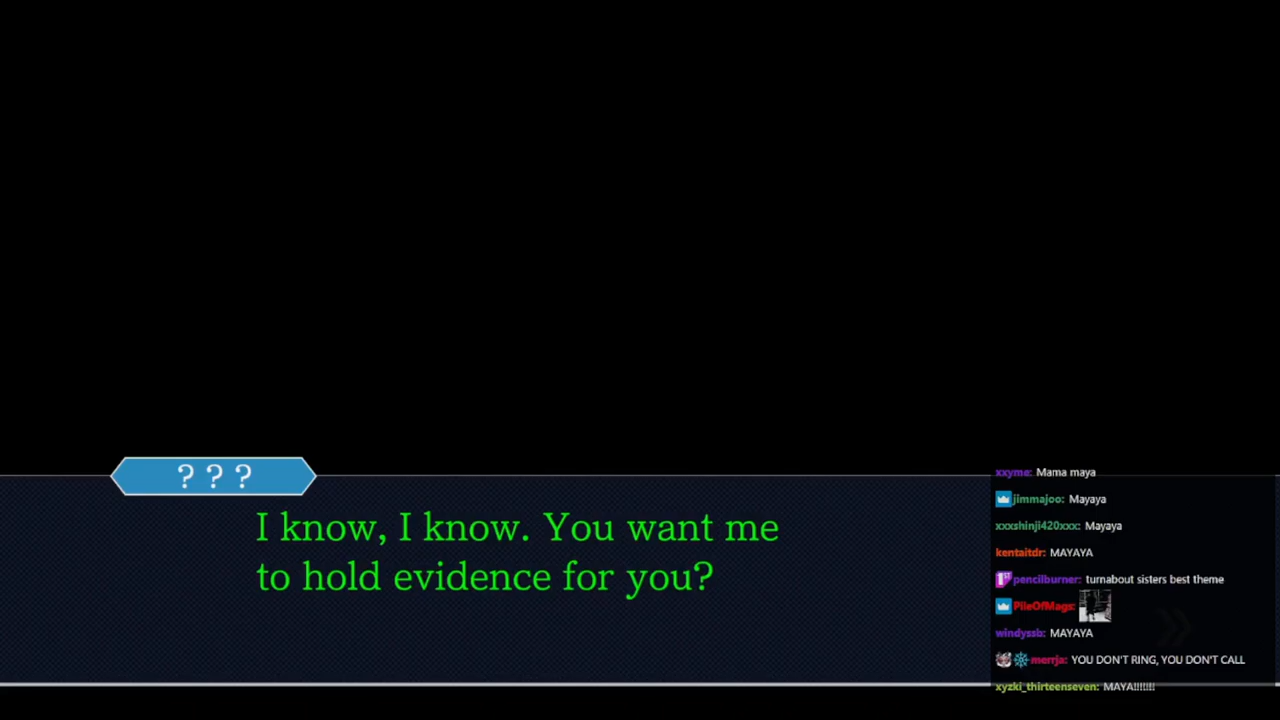 ? ? ?
I know, I know. You want me
to hold evidence for you?
xxyma: Mama maya
jimmajoo: Mayaya
xxxshinji420xxx: Mayaya
kentaitdr: MAYAYA
pencilburner: turnabout sisters best theme
PileOfMags:
windyssb: MAYAYA
merrja: YOU DON'T RING, YOU DON'T CALL
xyzki_thirteenseven: MAYA!!!!!!!